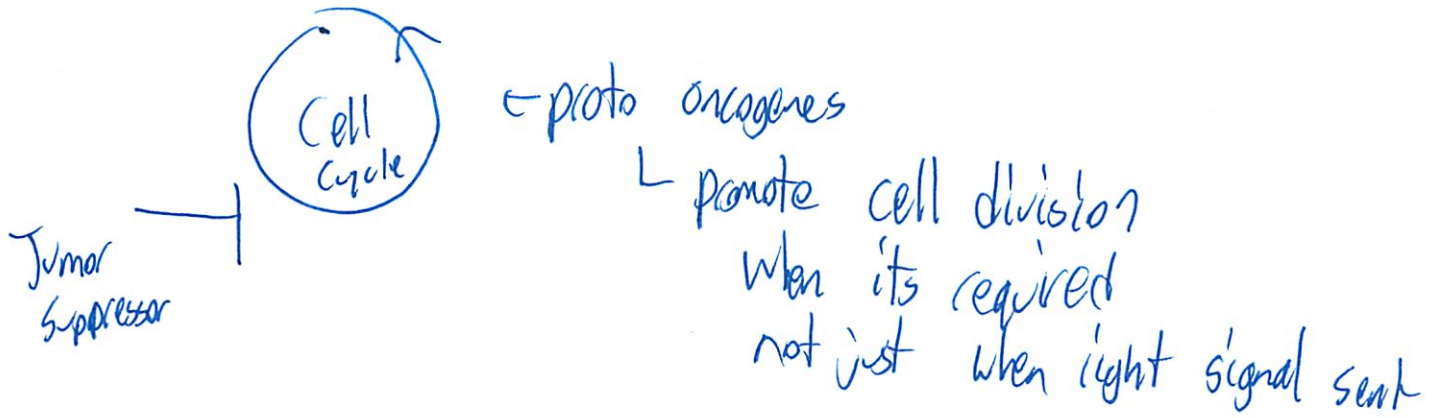 Cell
Cycle
proto oncogenes
promote cell division
when its required
not just when right signal sent
Tumor
Suppressor